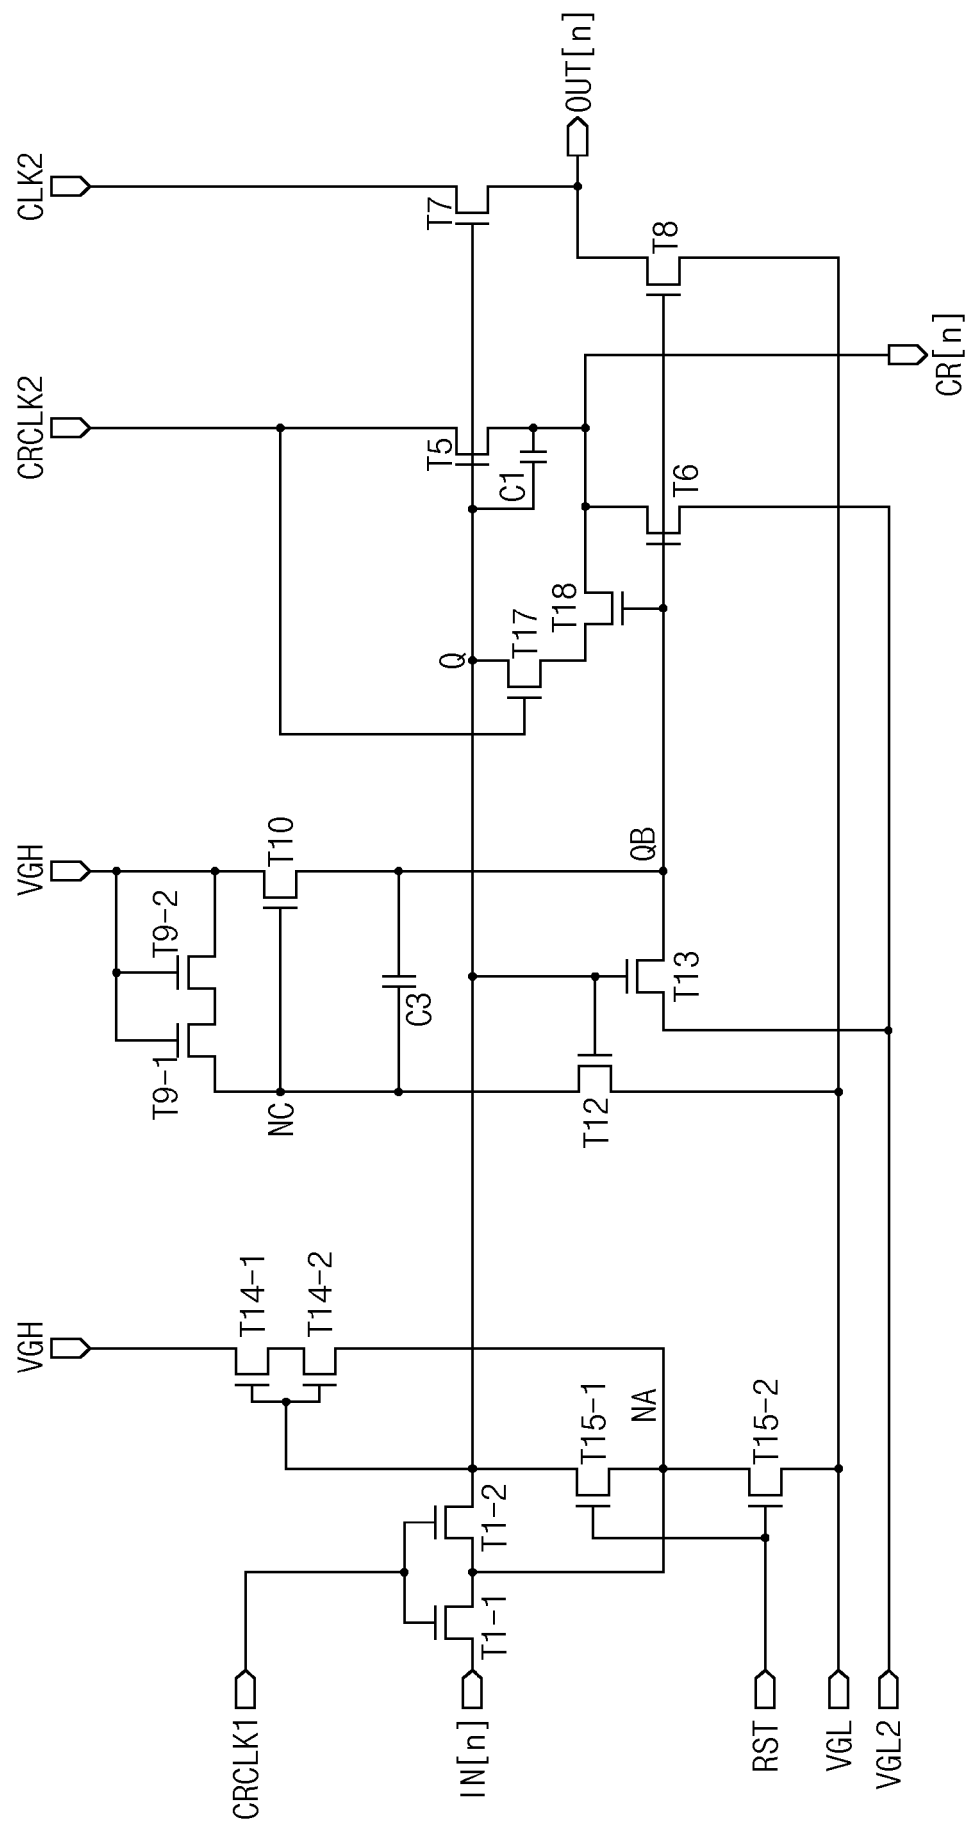 VGH
VGH
CRCLK2
CLK2
T14-1
T14-2
T9-1
T9-2
T10
NC
C3
T5
T7
C1
Q
T17
T18
OUT[n]
CRCLK1
IN[n]
T1-1
T1-2
T15-1
NA
T15-2
T12
T13
QB
T6
T8
RST
VGL
VGL2
CR[n]